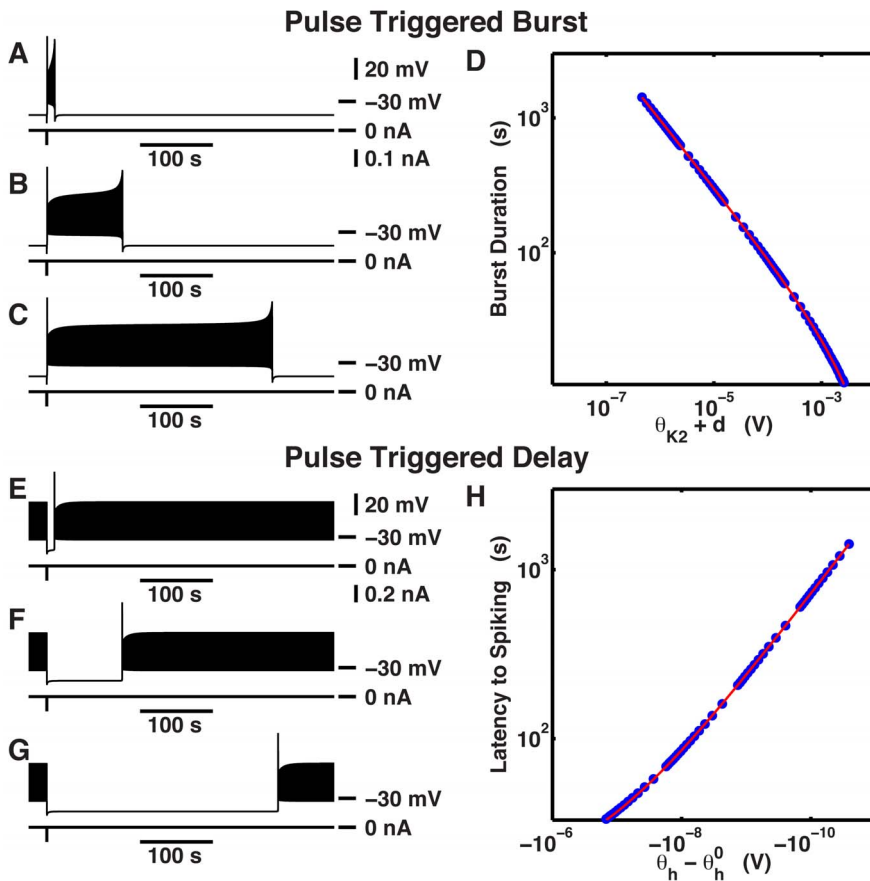 Pulse Triggered Burst
A
20 mV
−30 mV
0 nA
100 s
0.1 nA
B
−30 mV
0 nA
100 s
C
−30 mV
0 nA
100 s
D
Burst Duration (s)
10³
10²
10⁻⁷ 10⁻⁵ 10⁻³
θ_K2 + d (V)
Pulse Triggered Delay
E
20 mV
−30 mV
0 nA
100 s
0.2 nA
F
−30 mV
0 nA
100 s
G
−30 mV
0 nA
100 s
H
Latency to Spiking (s)
10³
10²
−10⁻⁶ −10⁻⁸ −10⁻¹⁰
θ_h − θ_h⁰ (V)